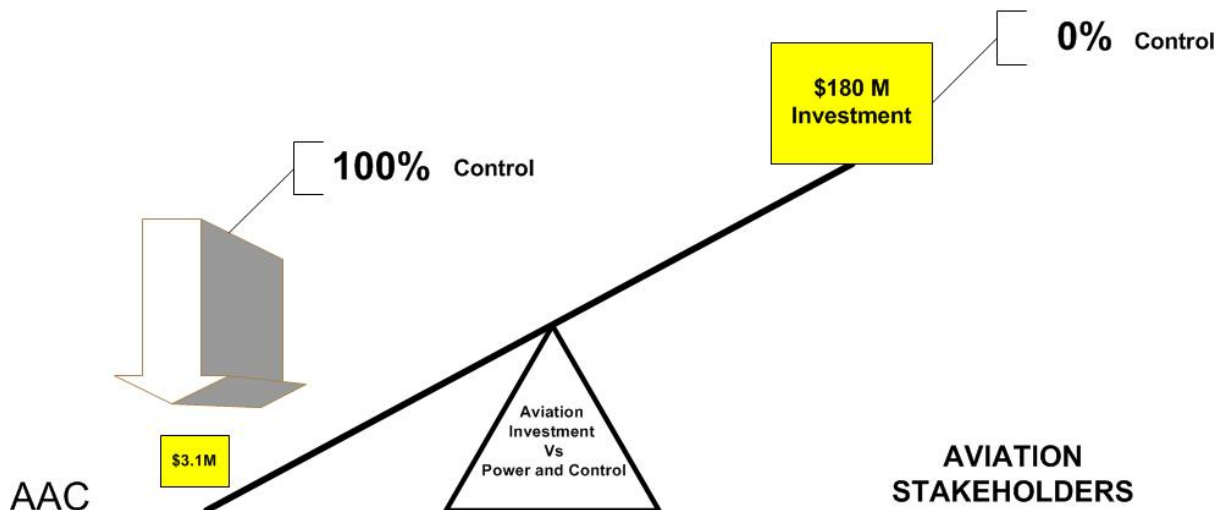 0% Control
$180 M
Investment
100% Control
Aviation
Investment
Vs
Power and Control
$3.1M
AAC
AVIATION
STAKEHOLDERS